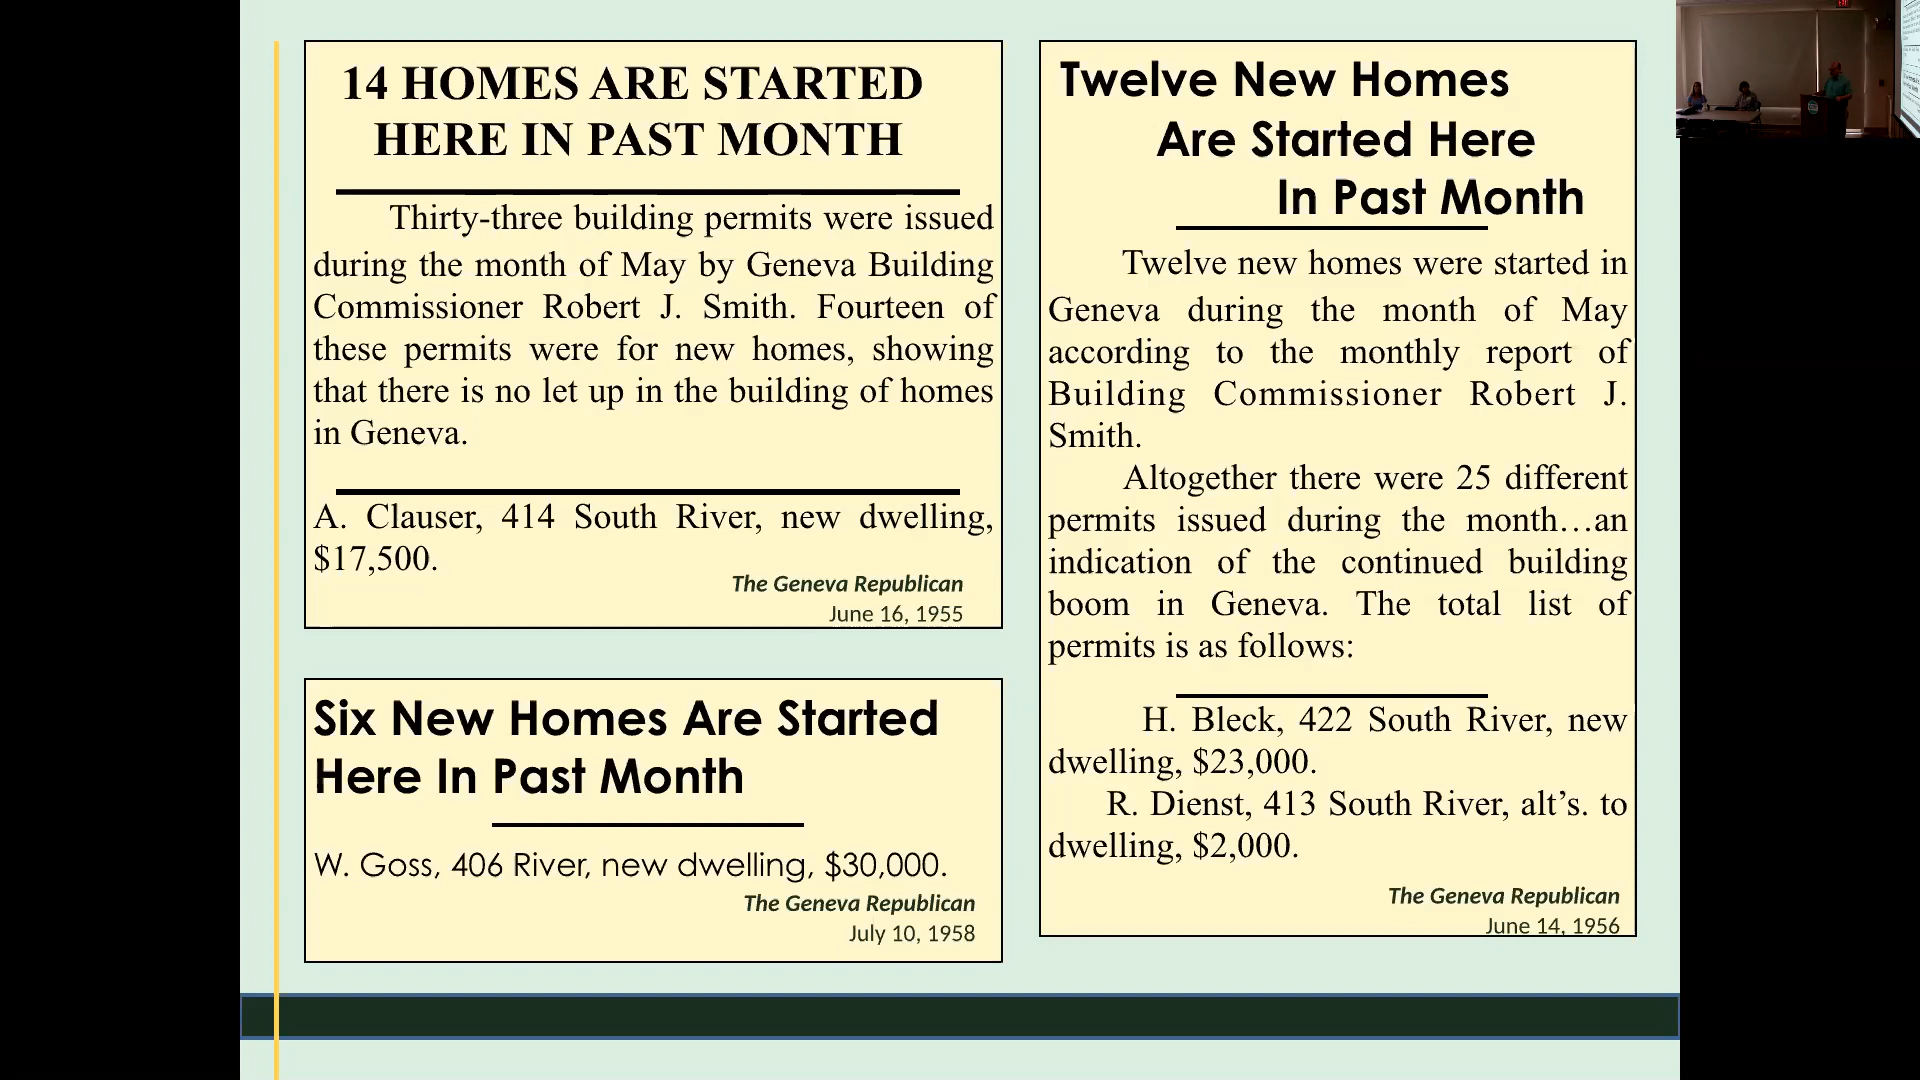 14 HOMES ARE STARTED
HERE IN PAST MONTH
Thirty-three building permits were issued
during the month of May by Geneva Building
Commissioner Robert J. Smith. Fourteen of
these permits were for new homes, showing
that there is no let up in the building of homes
in Geneva.
A. Clauser, 414 South River, new dwelling,
$17,500.
The Geneva Republican
June 16, 1955
Six New Homes Are Started
Here In Past Month
W. Goss, 406 River, new dwelling, $30,000.
The Geneva Republican
July 10, 1958
Twelve New Homes
Are Started Here
In Past Month
Twelve new homes were started in
Geneva during the month of May
according to the monthly report of
Building Commissioner Robert J.
Smith.
Altogether there were 25 different
permits issued during the month…an
indication of the continued building
boom in Geneva. The total list of
permits is as follows:
H. Bleck, 422 South River, new
dwelling, $23,000.
R. Dienst, 413 South River, alt’s. to
dwelling, $2,000.
The Geneva Republican
June 14, 1956